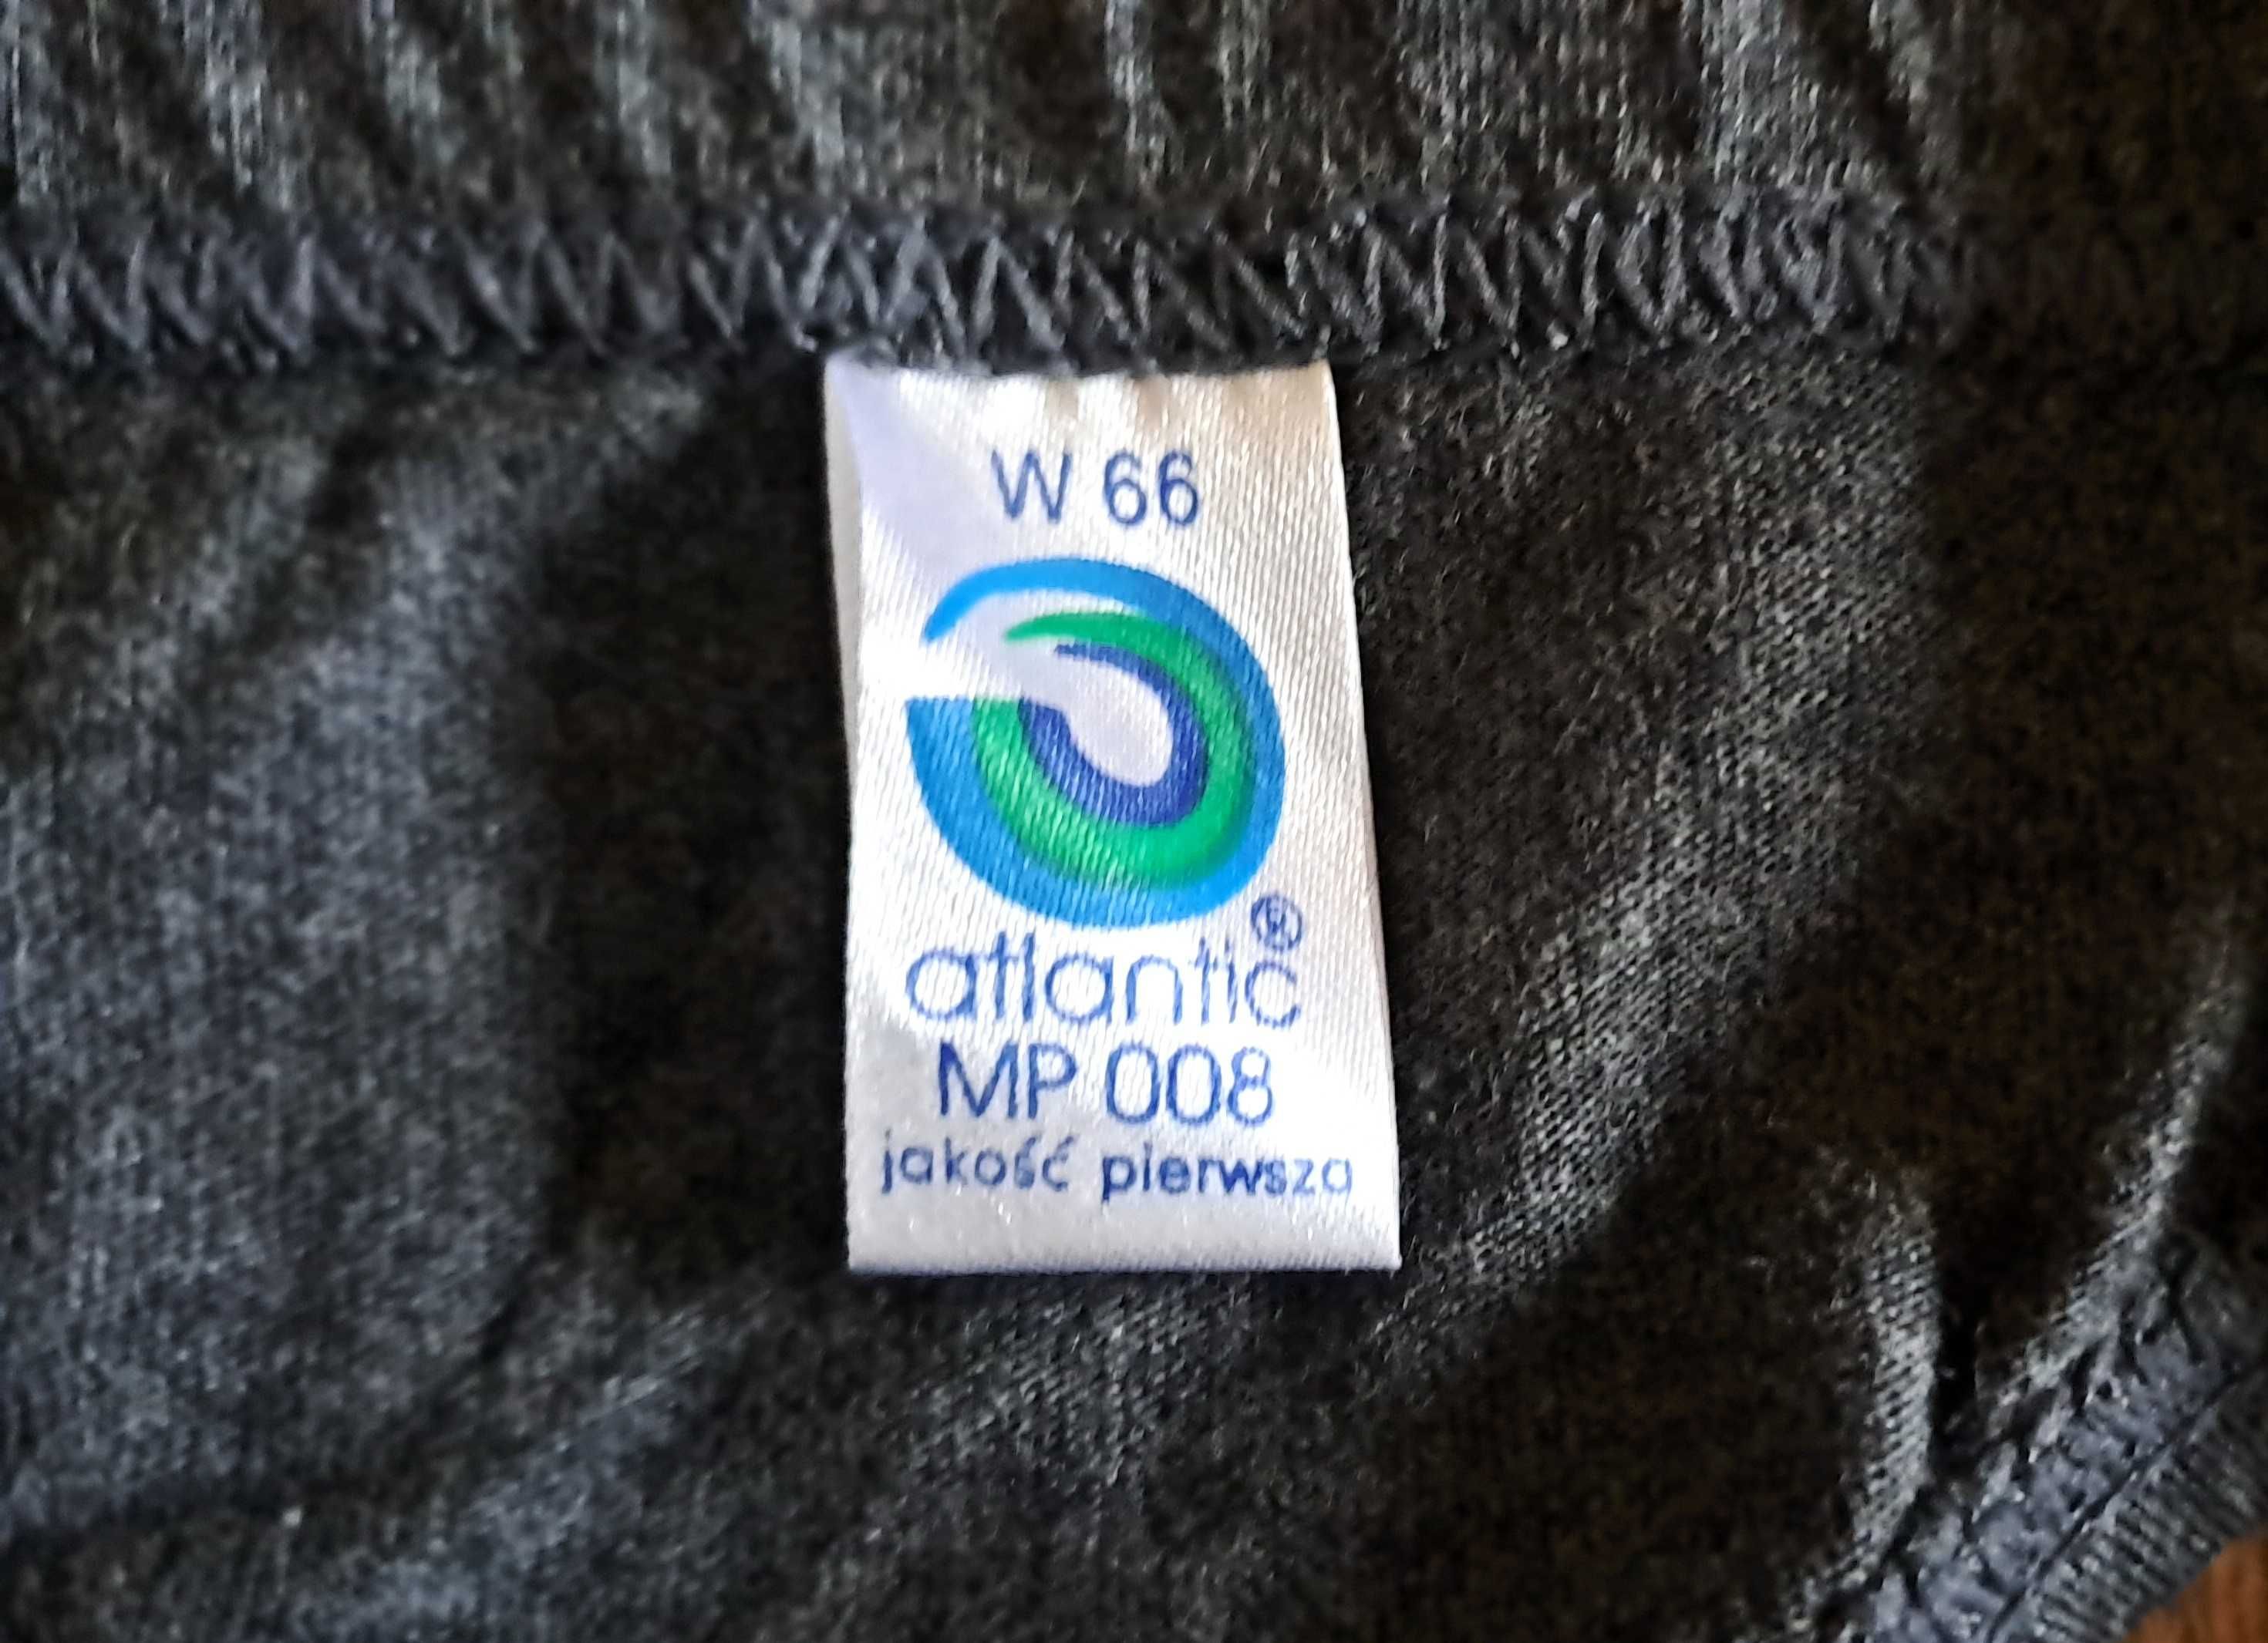 W 66
®
atlantic
MP 008
jakość pierwsza